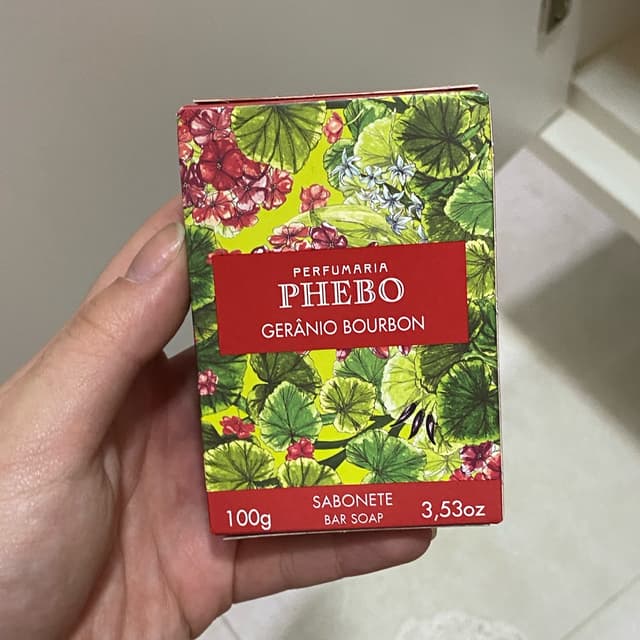 PERFUMARIA
PHEBO
GERÂNIO BOURBON
SABONETE
100g BAR SOAP 3,53oz